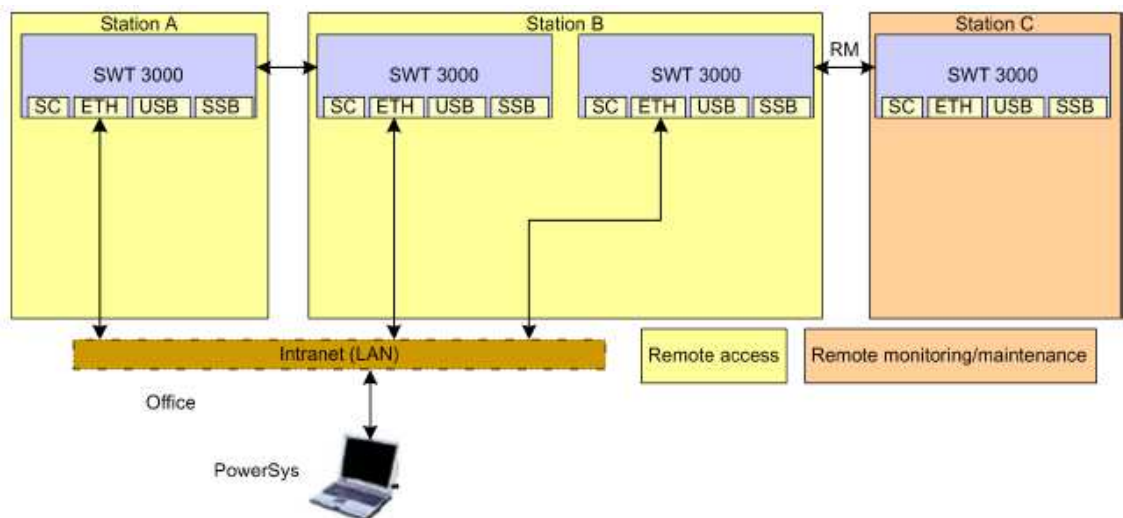 Station A
Station B
Station C
RM
SWT 3000
SWT 3000
SWT 3000
SWT 3000
SC ETH USB SSB
SC ETH USB SSB
SC ETH USB SSB
SC ETH USB SSB
Intranet (LAN)
Remote access
Remote monitoring/maintenance
Office
PowerSys